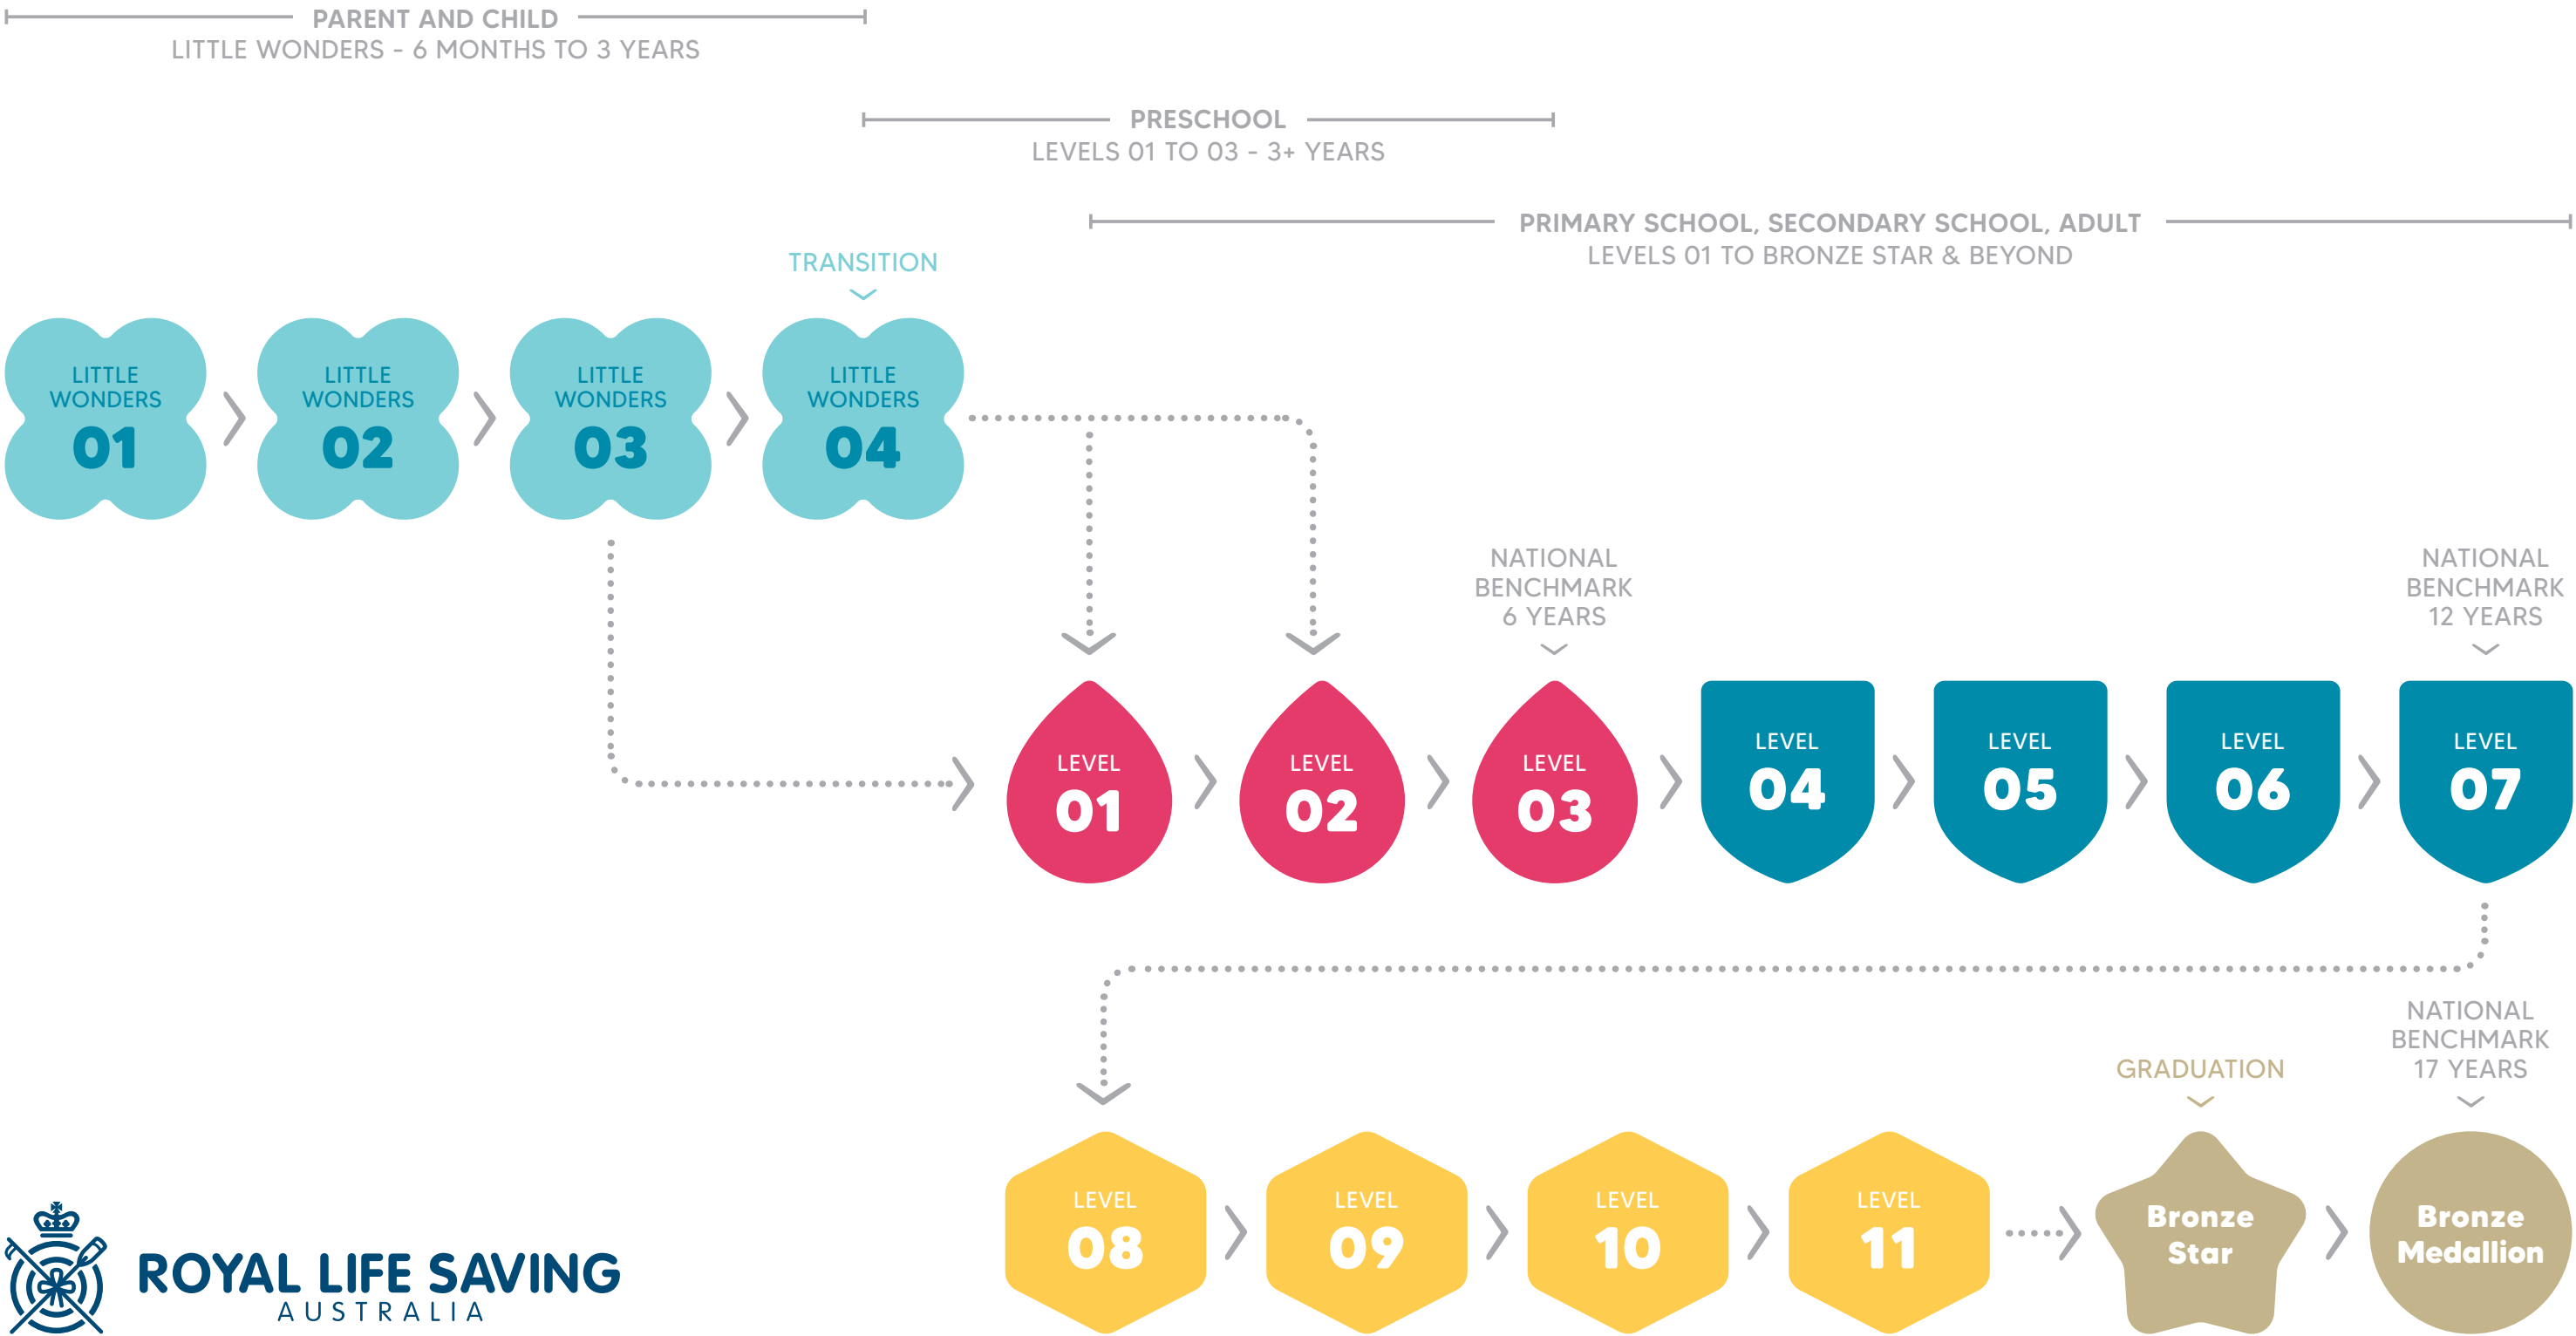 PARENT AND CHILD
LITTLE WONDERS - 6 MONTHS TO 3 YEARS
PRESCHOOL
LEVELS 01 TO 03 - 3+ YEARS
PRIMARY SCHOOL, SECONDARY SCHOOL, ADULT
LEVELS 01 TO BRONZE STAR & BEYOND
TRANSITION
LITTLE
WONDERS
01
LITTLE
WONDERS
02
LITTLE
WONDERS
03
LITTLE
WONDERS
04
NATIONAL
BENCHMARK
6 YEARS
NATIONAL
BENCHMARK
12 YEARS
LEVEL
01
LEVEL
02
LEVEL
03
LEVEL
04
LEVEL
05
LEVEL
06
LEVEL
07
GRADUATION
NATIONAL
BENCHMARK
17 YEARS
LEVEL
08
LEVEL
09
LEVEL
10
LEVEL
11
Bronze
Star
Bronze
Medallion
ROYAL LIFE SAVING
AUSTRALIA